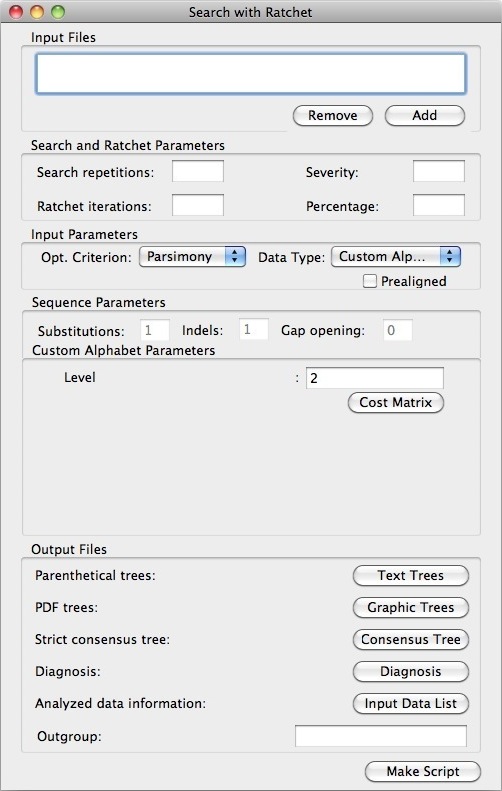 Search with Ratchet
Input Files
Remove Add
Search and Ratchet Parameters
Search repetitions: Severity:
Ratchet iterations: Percentage:
Input Parameters
Opt. Criterion: Parsimony Data Type: Custom Alp...
Prealigned
Sequence Parameters
Substitutions: 1 Indels: 1 Gap opening: 0
Custom Alphabet Parameters
Level : 2
Cost Matrix
Output Files
Parenthetical trees: Text Trees
PDF trees: Graphic Trees
Strict consensus tree: Consensus Tree
Diagnosis: Diagnosis
Analyzed data information: Input Data List
Outgroup:
Make Script